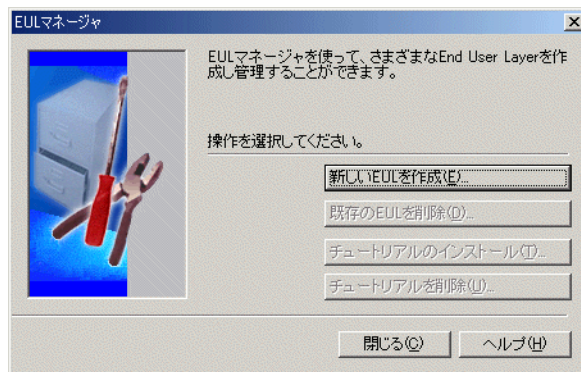 EULマネージャ
EULマネージャを使って、さまざまなEnd User Layerを作
成し管理することができます。
操作を選択してください。
新しいEULを作成(E)...
既存のEULを削除(D)...
チュートリアルのインストール(T)...
チュートリアルを削除(U)...
閉じる(C)
ヘルプ(H)